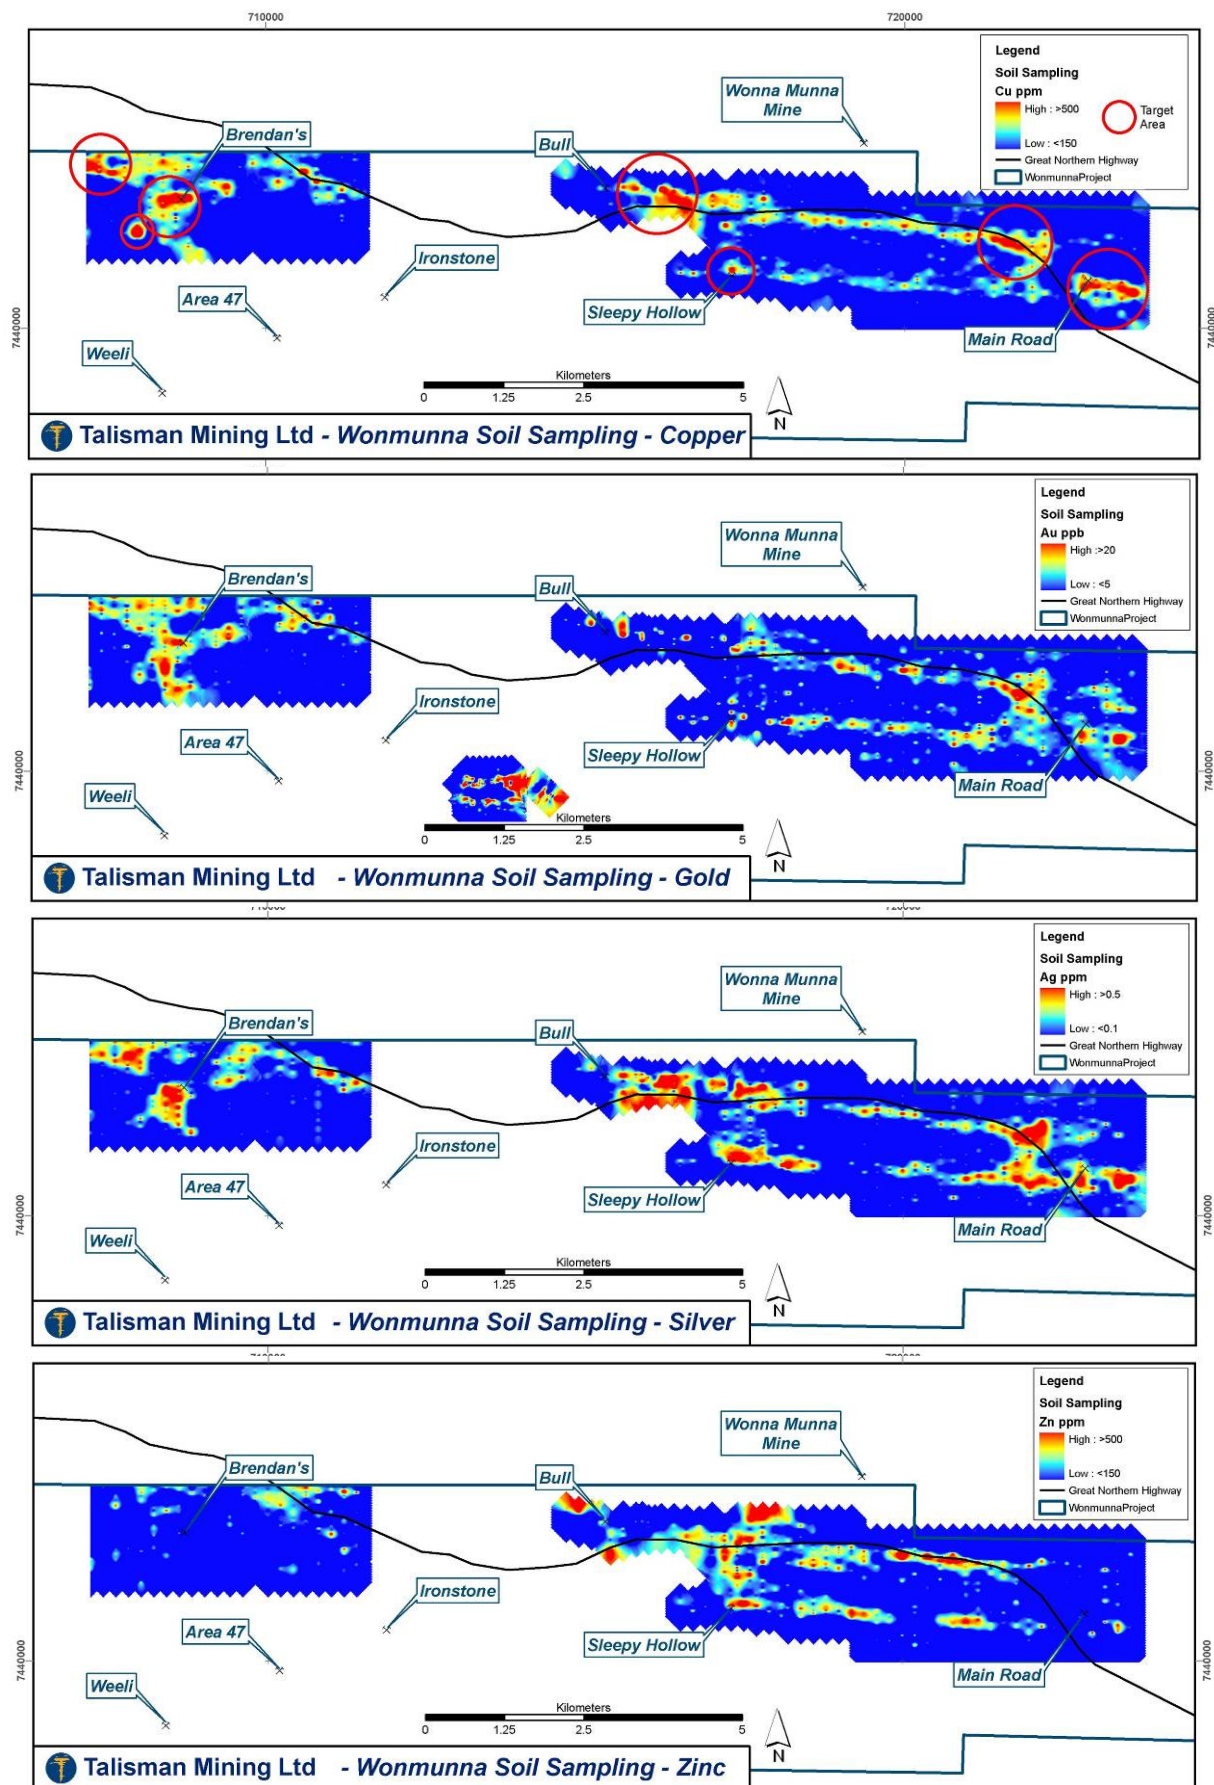 710000
720000
Legend
Soil Sampling
Cu ppm
High : >500
Low : <150
Target
Area
Great Northern Highway
WonmunnaProject
Wonna Munna
Mine
Brendan's
Bull
Ironstone
Area 47
Sleepy Hollow
Main Road
Weeli
7440000
7440000
Kilometers
0 1.25 2.5 5
N
Talisman Mining Ltd - Wonmunna Soil Sampling - Copper
Legend
Soil Sampling
Au ppb
High :>20
Low : <5
Great Northern Highway
WonmunnaProject
Wonna Munna
Mine
Brendan's
Bull
Ironstone
Area 47
Sleepy Hollow
Main Road
Weeli
7440000
7440000
Kilometers
0 1.25 2.5 5
N
Talisman Mining Ltd - Wonmunna Soil Sampling - Gold
Legend
Soil Sampling
Ag ppm
High : >0.5
Low : <0.1
Great Northern Highway
WonmunnaProject
Wonna Munna
Mine
Brendan's
Bull
Ironstone
Area 47
Sleepy Hollow
Main Road
Weeli
7440000
7440000
Kilometers
0 1.25 2.5 5
N
Talisman Mining Ltd - Wonmunna Soil Sampling - Silver
Legend
Soil Sampling
Zn ppm
High : >500
Low : <150
Great Northern Highway
WonmunnaProject
Wonna Munna
Mine
Brendan's
Bull
Ironstone
Area 47
Sleepy Hollow
Main Road
Weeli
7440000
7440000
Kilometers
0 1.25 2.5 5
N
Talisman Mining Ltd - Wonmunna Soil Sampling - Zinc